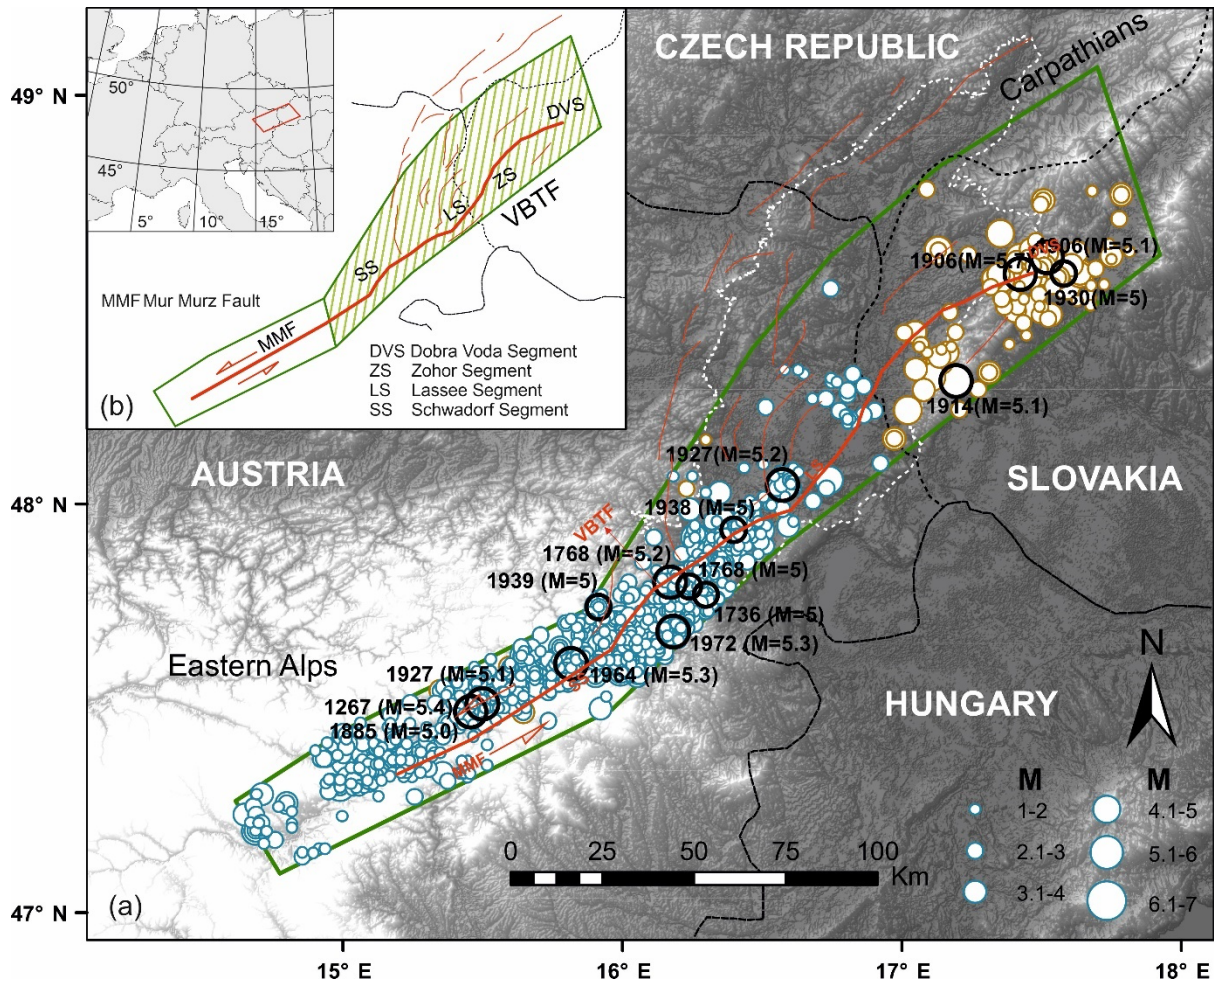 CZECH REPUBLIC
Carpathians
49° N
50°
45°
5°
10°
15°
DVS
ZS
LS
VBTF
SS
MMF
MMF Mur Murz Fault
DVS Dobra Voda Segment
ZS Zohor Segment
LS Lassee Segment
SS Schwadorf Segment
(b)
1906(M=5.1)
1906(M=5.7)
1930(M=5)
1914(M=5.1)
AUSTRIA
SLOVAKIA
1927(M=5.2)
48° N
1938 (M=5)
VBTF
1768 (M=5.2)
1768 (M=5)
1939 (M=5)
1736 (M=5)
1972 (M=5.3)
Eastern Alps
1927 (M=5.1)
1964 (M=5.3)
1267 (M=5.4)
1885 (M=5.0)
MMF
HUNGARY
N
M
M
1-2
4.1-5
2.1-3
5.1-6
3.1-4
6.1-7
0 25 50 75 100
Km
(a)
47° N
15° E
16° E
17° E
18° E